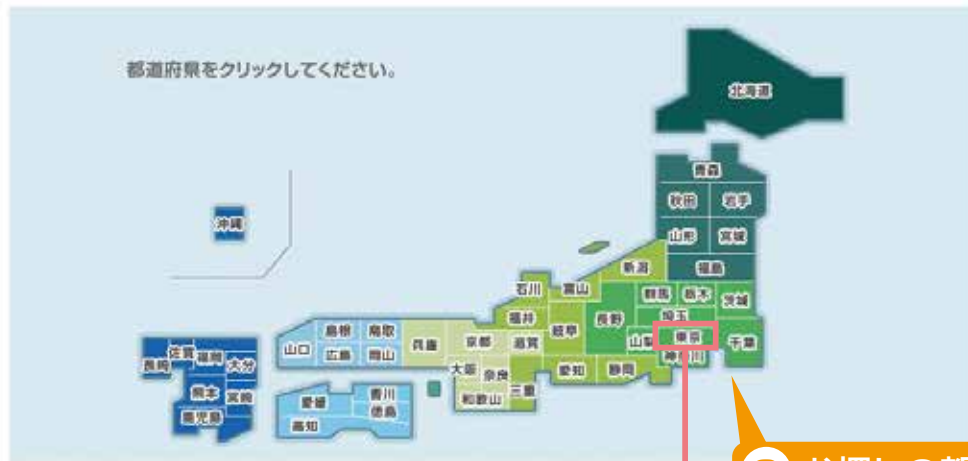 都道府県をクリックしてください。
北海道
青森
秋田 岩手
山形 宮城
福島
沖縄
新潟
石川 富山
群馬 栃木 茨城
福井
岐阜
長野
埼玉
東京
山梨
千葉
神奈川
島根 鳥取
山口
広島 岡山
兵庫
京都 滋賀
大阪 奈良
和歌山
三重
愛知 静岡
佐賀 福岡
長崎
大分
熊本 宮崎
鹿児島
愛媛
香川
徳島
高知